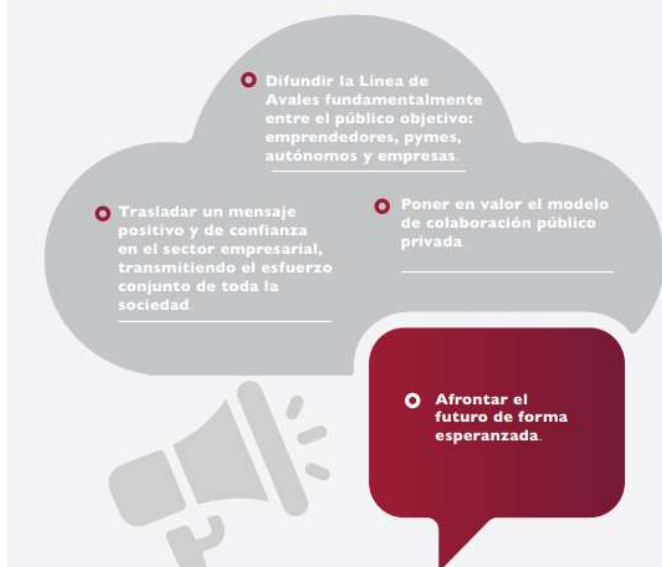 Difundir la Línea de
Avales fundamentalmente
entre el público objetivo:
emprendedores, pymes,
autónomos y empresas.
Trasladar un mensaje
positivo y de confianza
en el sector empresarial,
transmitiendo el esfuerzo
conjunto de toda la
sociedad.
Poner en valor el modelo
de colaboración público
privada.
Afrontar el
futuro de forma
esperanzada.